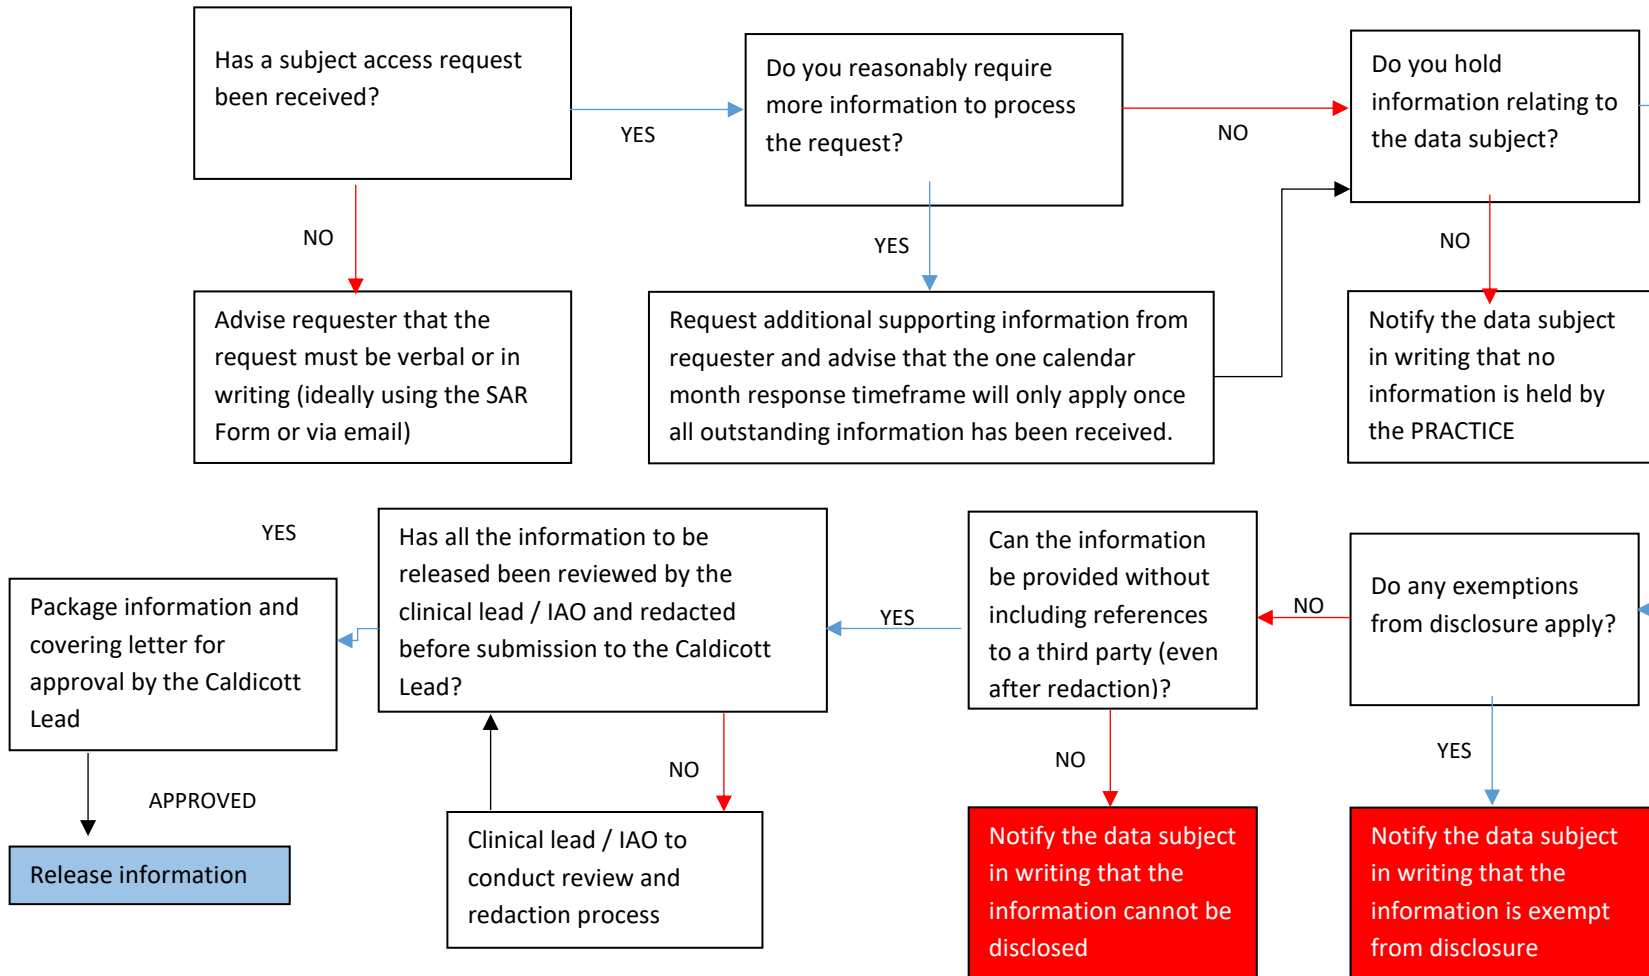 Has a subject access request
been received?
YES
Do you reasonably require
more information to process
the request?
NO
Do you hold
information relating to
the data subject?
NO
YES
NO
Advise requester that the
request must be verbal or in
writing (ideally using the SAR
Form or via email)
Request additional supporting information from
requester and advise that the one calendar
month response timeframe will only apply once
all outstanding information has been received.
Notify the data subject
in writing that no
information is held by
the PRACTICE
Do any exemptions
from disclosure apply?
NO
Can the information
be provided without
including references
to a third party (even
after redaction)?
YES
Has all the information to be
released been reviewed by the
clinical lead / IAO and redacted
before submission to the Caldicott
Lead?
YES
Package information and
covering letter for
approval by the Caldicott
Lead
YES
NO
NO
APPROVED
Notify the data subject
in writing that the
information is exempt
from disclosure
Notify the data subject
in writing that the
information cannot be
disclosed
Clinical lead / IAO to
conduct review and
redaction process
Release information